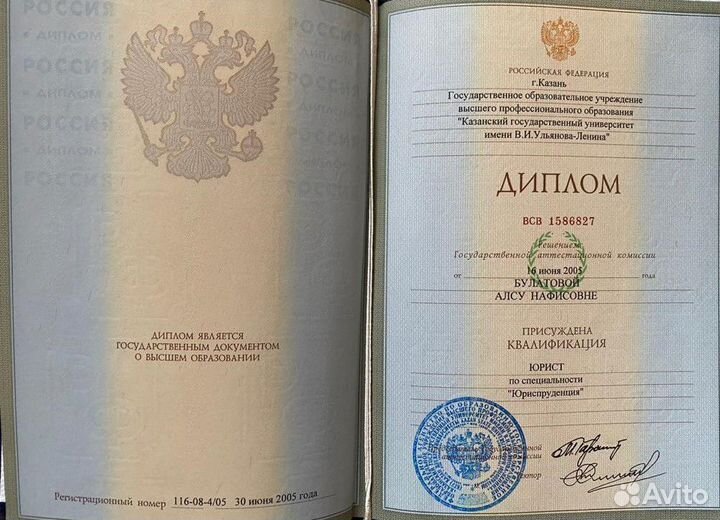 РОССИЯ
ДИПЛОМ
РОССИЯ
ДИПЛОМ
РОССИЯ
ДИПЛОМ
РОССИЯ
ДИПЛОМ ЯВЛЯЕТСЯ
ГОСУДАРСТВЕННЫМ ДОКУМЕНТОМ
О ВЫСШЕМ ОБРАЗОВАНИИ
Регистрационный номер 116-08-4/05 30 июня 2005 года
РОССИЙСКАЯ ФЕДЕРАЦИЯ
г.Казань
Государственное образовательное учреждение
высшего профессионального образования
"Казанский государственный университет
имени В.И.Ульянова-Ленина"
ДИПЛОМ
ВСВ 1586827
Решением
Государственной аттестационной комиссии
от 16 июня 2005 года
БУЛАТОВОЙ
АЛСУ НАФИСОВНЕ
ПРИСУЖДЕНА
КВАЛИФИКАЦИЯ
ЮРИСТ
по специальности
"Юриспруденция"
Avito